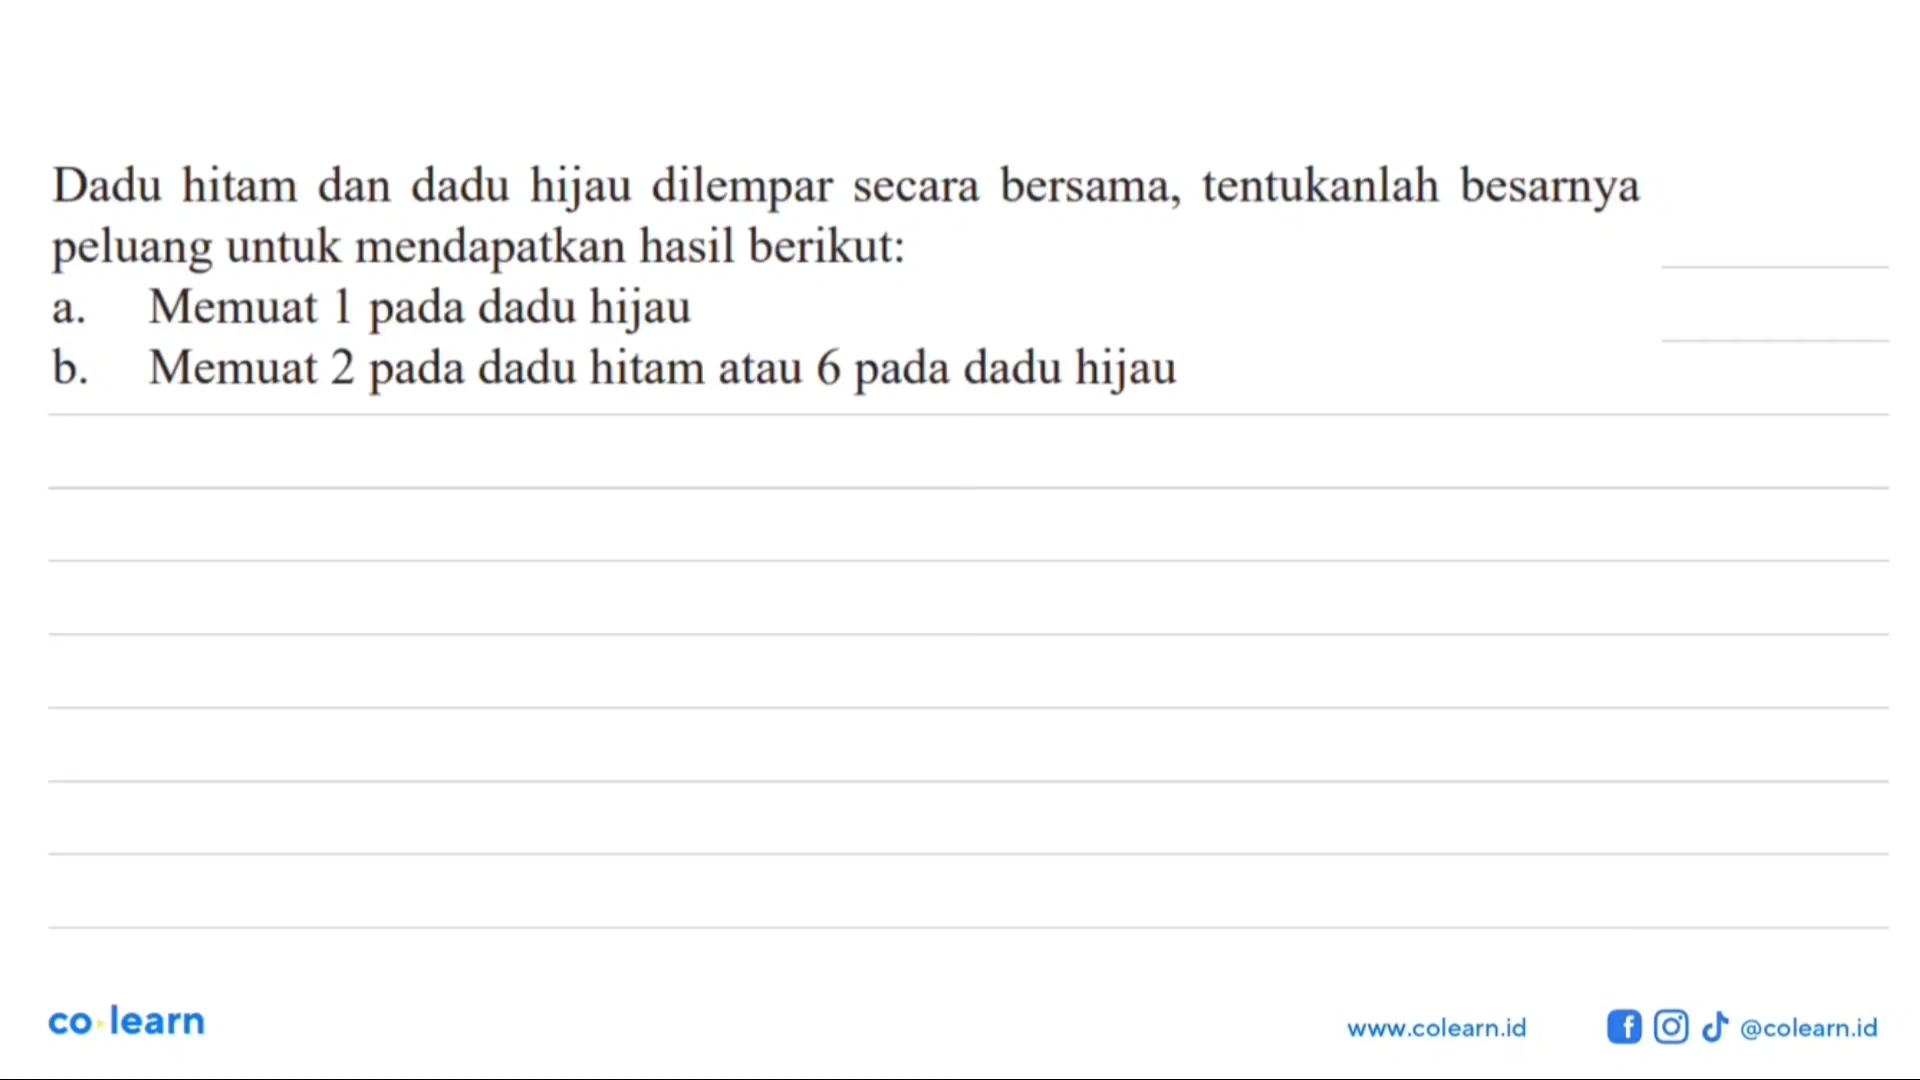 Dadu hitam dan dadu hijau dilempar secara bersama, tentukanlah besarnya
peluang untuk mendapatkan hasil berikut:
a. Memuat 1 pada dadu hijau
b. Memuat 2 pada dadu hitam atau 6 pada dadu hijau
co learn
www.colearn.id @colearn.id